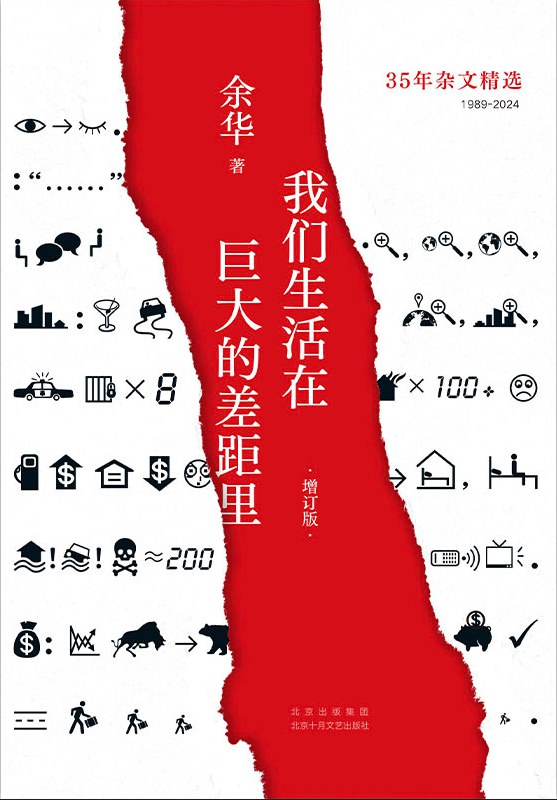 35年杂文精选
1989-2024
余华 著
我们生活在
巨大的差距里
·增订版·
: “……” 
:
× 8
× 100
$
$
! ! ≈200
$ :
$
北京出版集团
北京十月文艺出版社